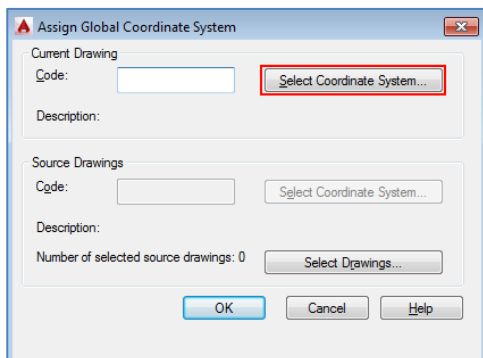 Assign Global Coordinate System
Current Drawing
Code:
Select Coordinate System...
Description:
Source Drawings
Code:
Select Coordinate System...
Description:
Number of selected source drawings: 0
Select Drawings...
OK
Cancel
Help